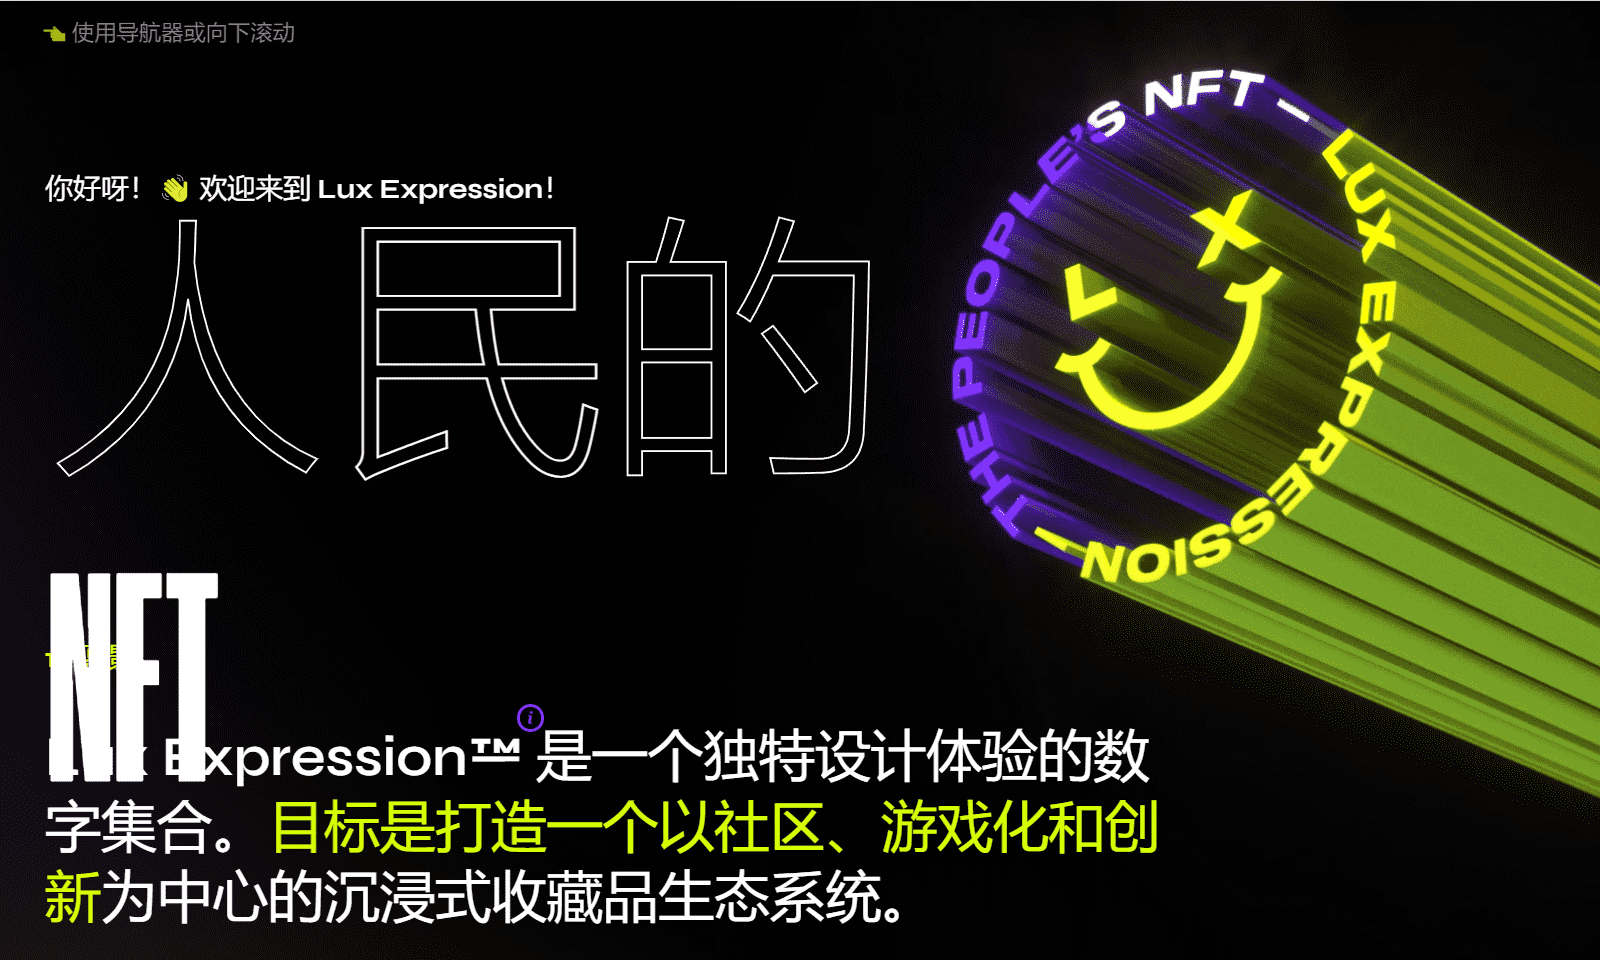 👈 使用导航器或向下滚动
你好呀！👋 欢迎来到 Lux Expression！
人民的
THE PEOPLE'S NFT – LUX EXPRESSION –
NFT
Lux Expression™ 是一个独特设计体验的数
字集合。目标是打造一个以社区、游戏化和创
新为中心的沉浸式收藏品生态系统。